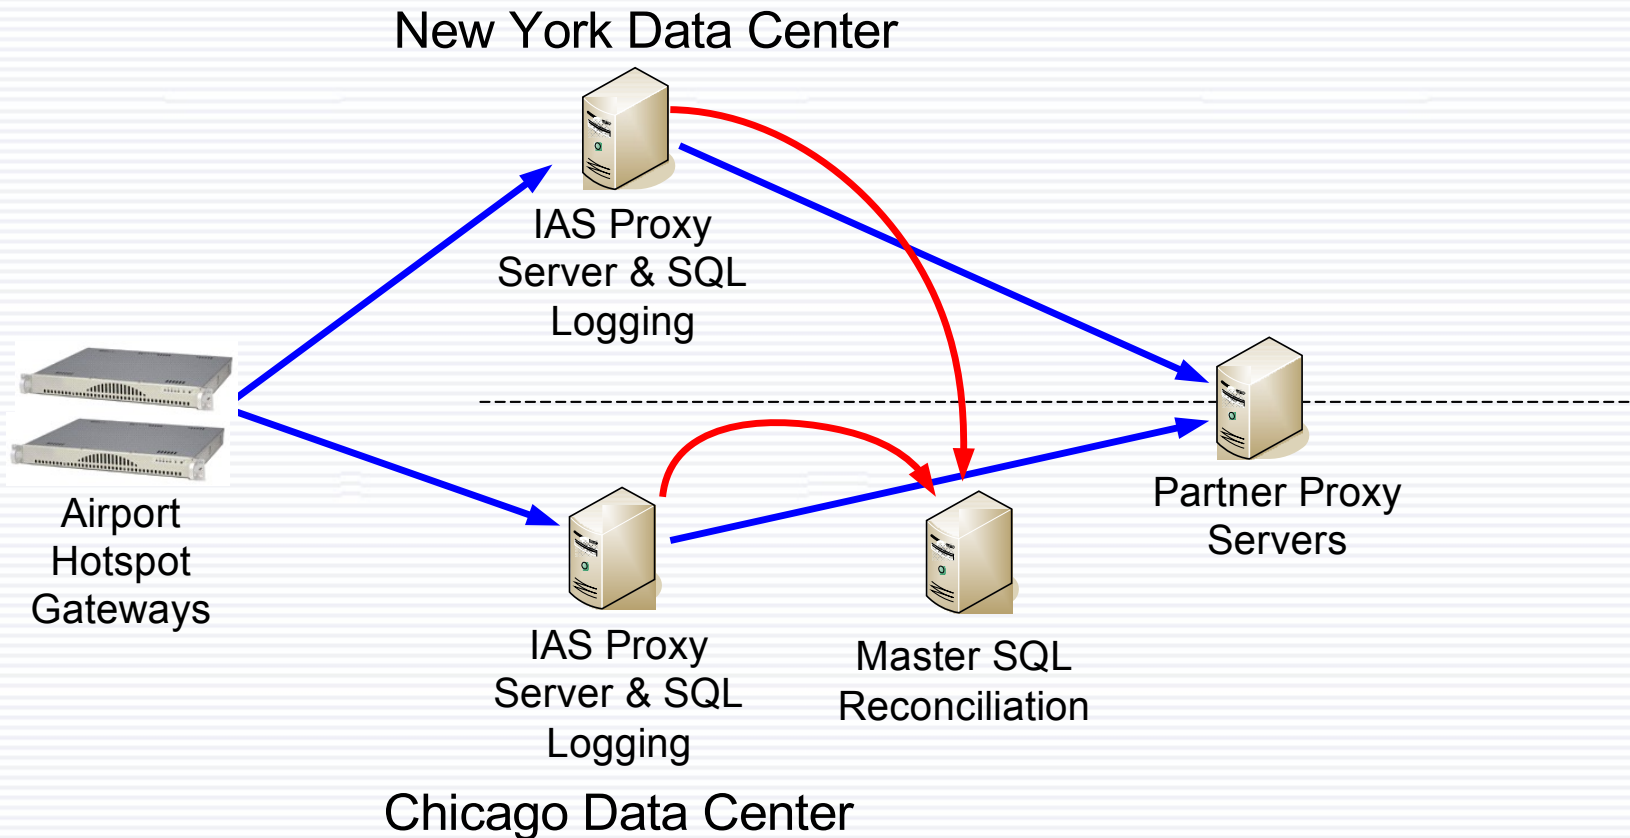 New York Data Center
IAS Proxy
Server & SQL
Logging
Airport
Hotspot
Gateways
Partner Proxy
Servers
IAS Proxy
Server & SQL
Logging
Master SQL
Reconciliation
Chicago Data Center